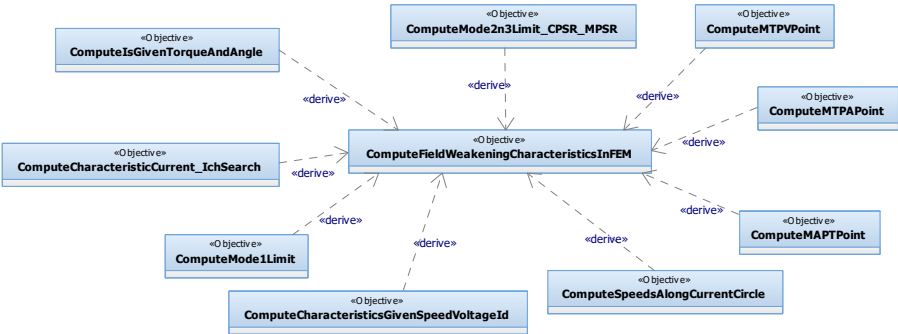 «Objective»
ComputeMode2n3Limit_CPSR_MPSR
«Objective»
ComputeMTPVPoint
«Objective»
ComputeIsGivenTorqueAndAngle
«derive»
«derive»
«derive»
«Objective»
ComputeMTPAPoint
«derive»
«Objective»
ComputeFieldWeakeningCharacteristicsInFEM
«Objective»
ComputeCharacteristicCurrent_IchSearch
«derive»
«derive»
«Objective»
ComputeMAPTPoint
«derive»
«derive»
«derive»
«Objective»
ComputeMode1Limit
«Objective»
ComputeSpeedsAlongCurrentCircle
«Objective»
ComputeCharacteristicsGivenSpeedVoltageId